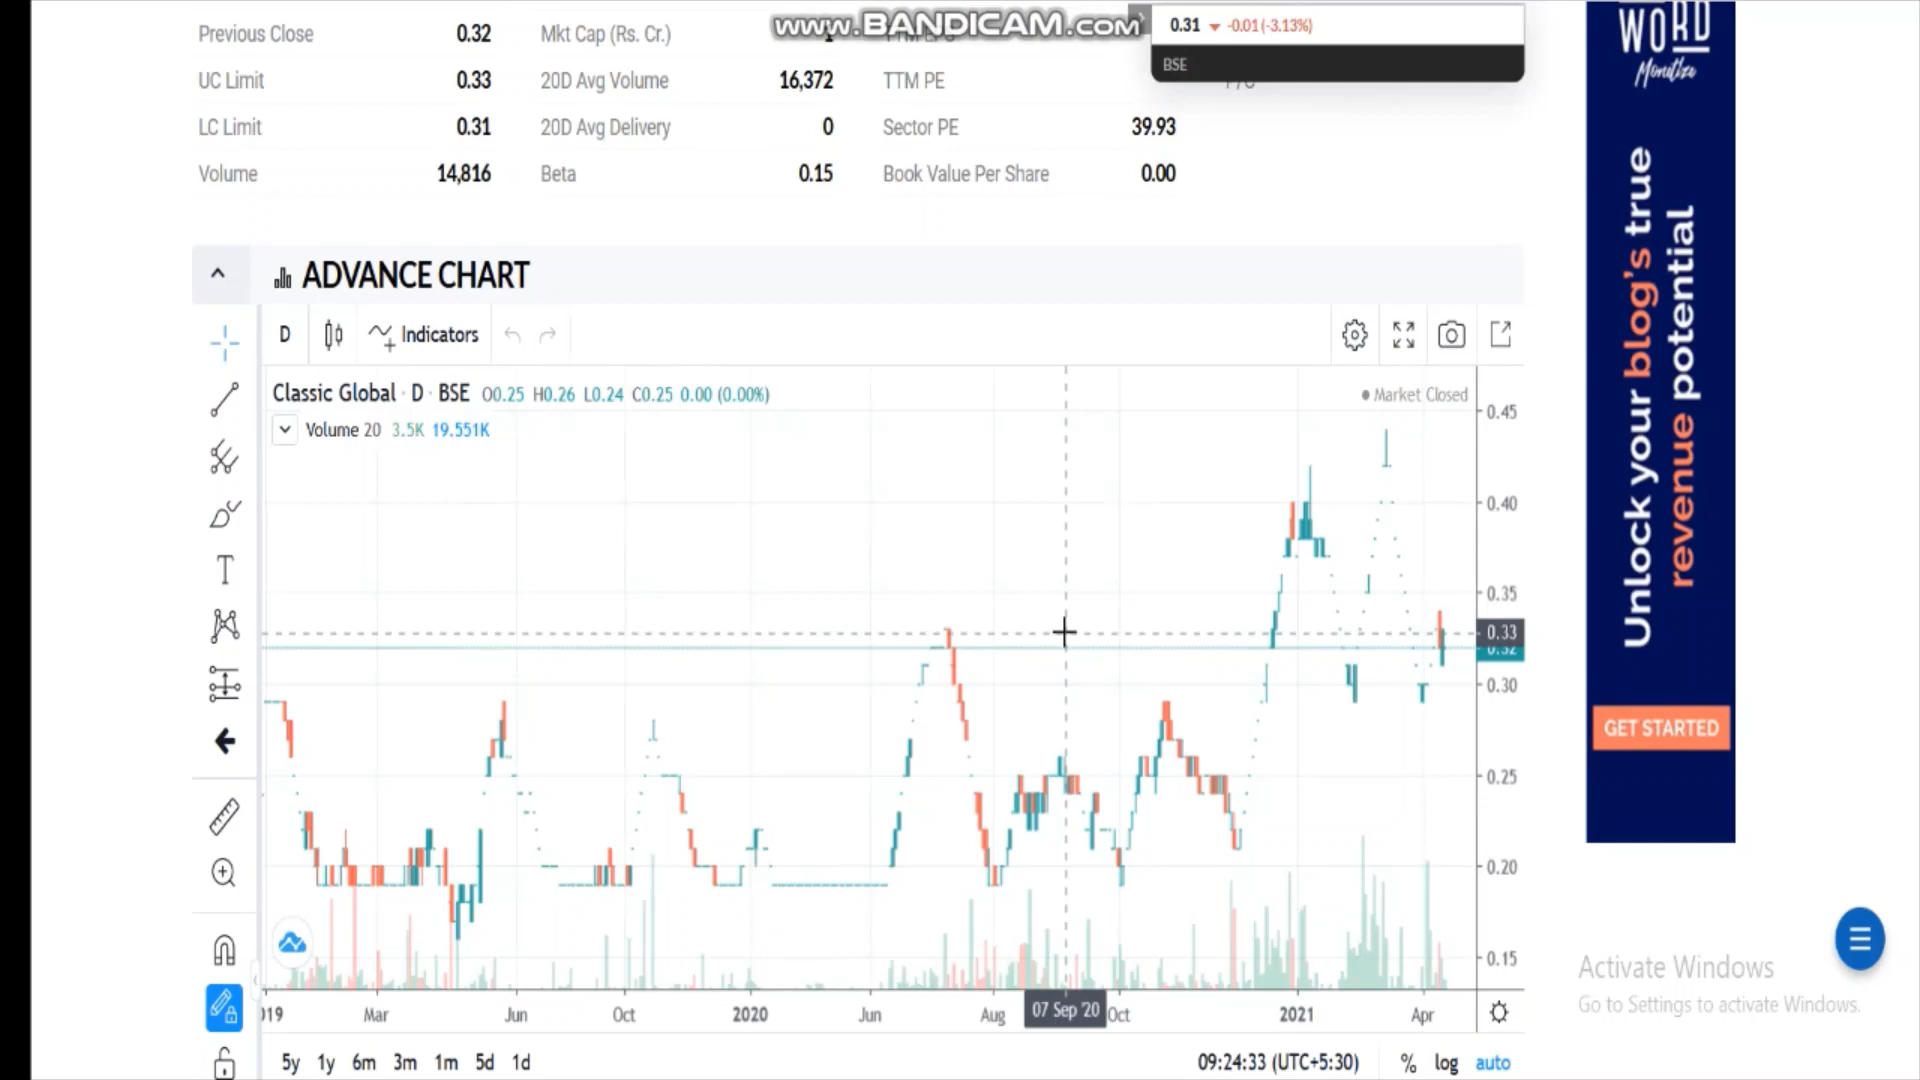 www.BANDICAM.com
Previous Close 0.32 Mkt Cap (Rs. Cr.)
0.31 -0.01 (-3.13%)
BSE
UC Limit 0.33 20D Avg Volume 16,372 TTM PE
LC Limit 0.31 20D Avg Delivery 0 Sector PE 39.93
Volume 14,816 Beta 0.15 Book Value Per Share 0.00
ADVANCE CHART
D Indicators
Classic Global · D · BSE O0.25 H0.26 L0.24 C0.25 0.00 (0.00%)
Market Closed
Volume 20 3.5K 19.551K
0.45
0.40
0.35
0.33
0.32
0.30
0.25
0.20
0.15
Mar Jun Oct 2020 Jun Aug 07 Sep '20 Oct 2021 Apr
5y 1y 6m 3m 1m 5d 1d 09:24:33 (UTC+5:30) % log auto
WORD
Monetize
Unlock your blog's true
revenue potential
GET STARTED
Activate Windows
Go to Settings to activate Windows.